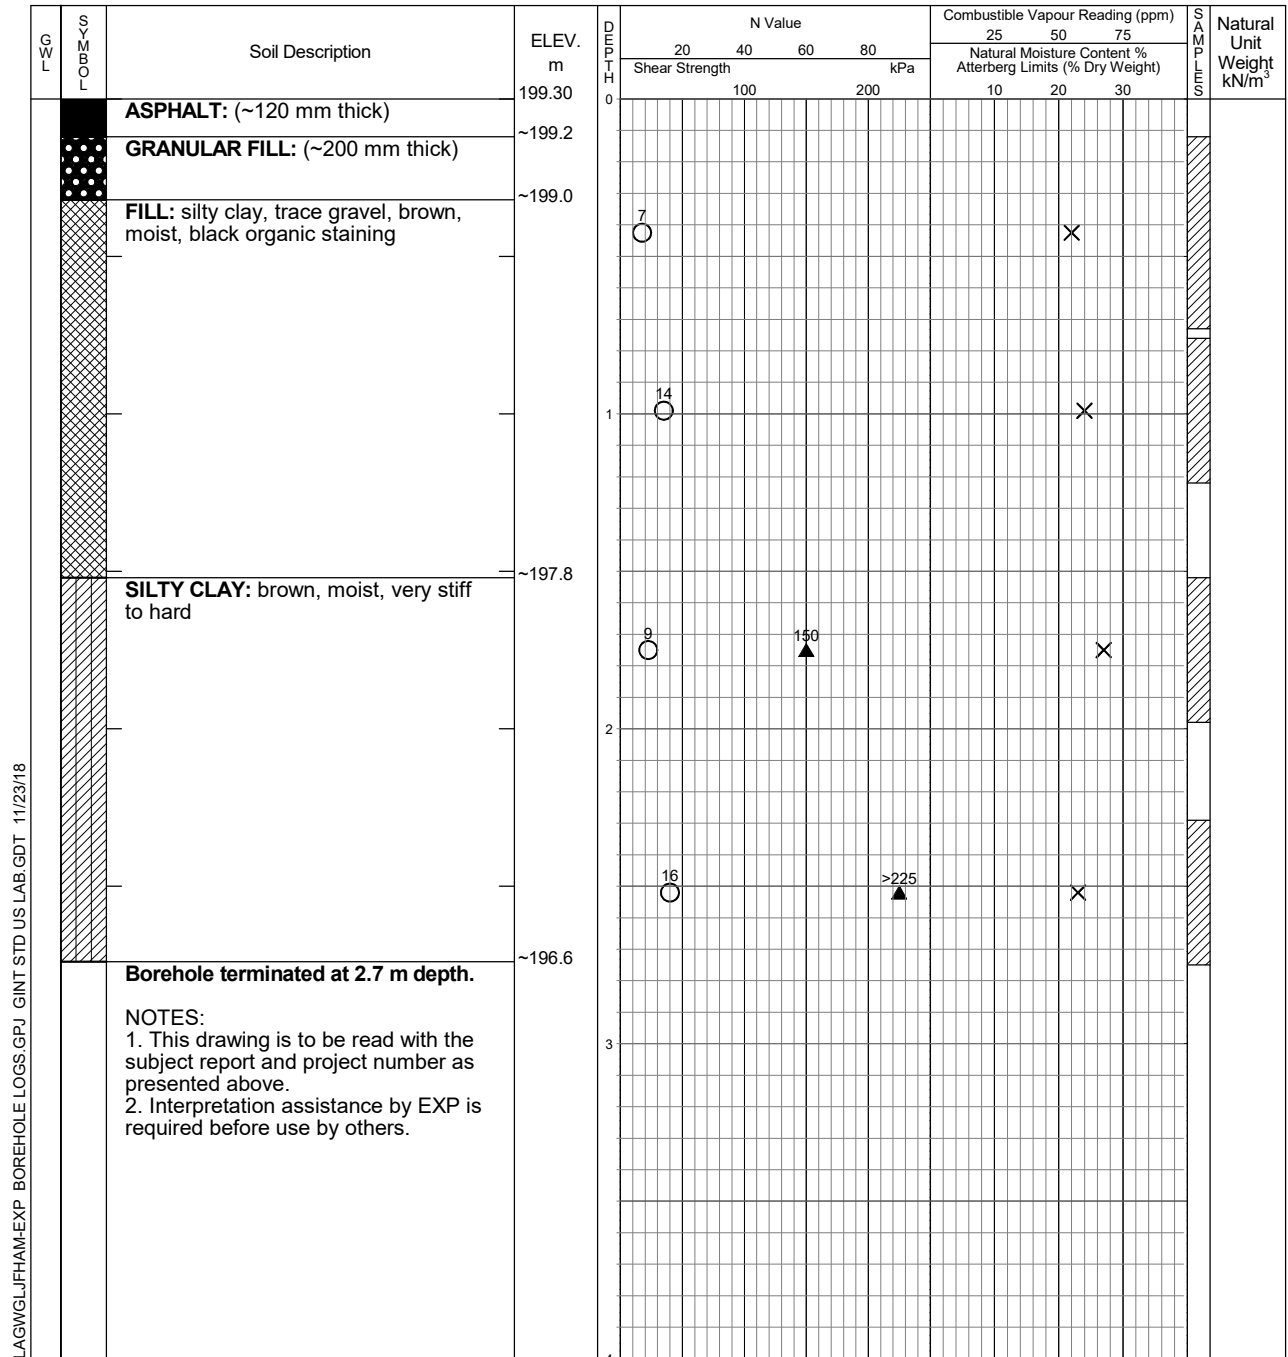 GWL
SYMBOL
Soil Description
ELEV.
m
199.30
DEPTH
N Value
20 40 60 80
Shear Strength kPa
100 200
Combustible Vapour Reading (ppm)
25 50 75
Natural Moisture Content %
Atterberg Limits (% Dry Weight)
10 20 30
SAMPLES
Natural
Unit
Weight
kN/m³
0
ASPHALT: (~120 mm thick)
~199.2
GRANULAR FILL: (~200 mm thick)
~199.0
FILL: silty clay, trace gravel, brown,
moist, black organic staining
7
14
1
~197.8
SILTY CLAY: brown, moist, very stiff
to hard
9 150
2
16 >225
~196.6
Borehole terminated at 2.7 m depth.
NOTES:
1. This drawing is to be read with the
subject report and project number as
presented above.
2. Interpretation assistance by EXP is
required before use by others.
3
LAGWGLJFHAM-EXP BOREHOLE LOGS.GPJ GINT STD US LAB.GDT 11/23/18